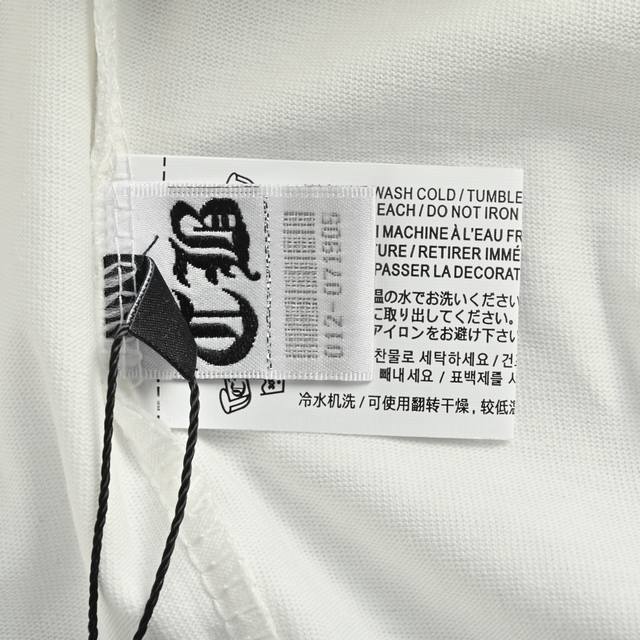 CB
012-071905
WASH COLD / TUMBLE
EACH / DO NOT IRON
MACHINE À L'EAU FR
TURE / RETIRER IMMÉ
PASSER LA DECORAT
温の水でお洗いください
に取り出してください。
アイロンをお避け下さい
찬물로 세탁하세요 / 건
빼내세요 / 표백제를 사
冷水机洗 / 可使用翻转干燥, 较低温